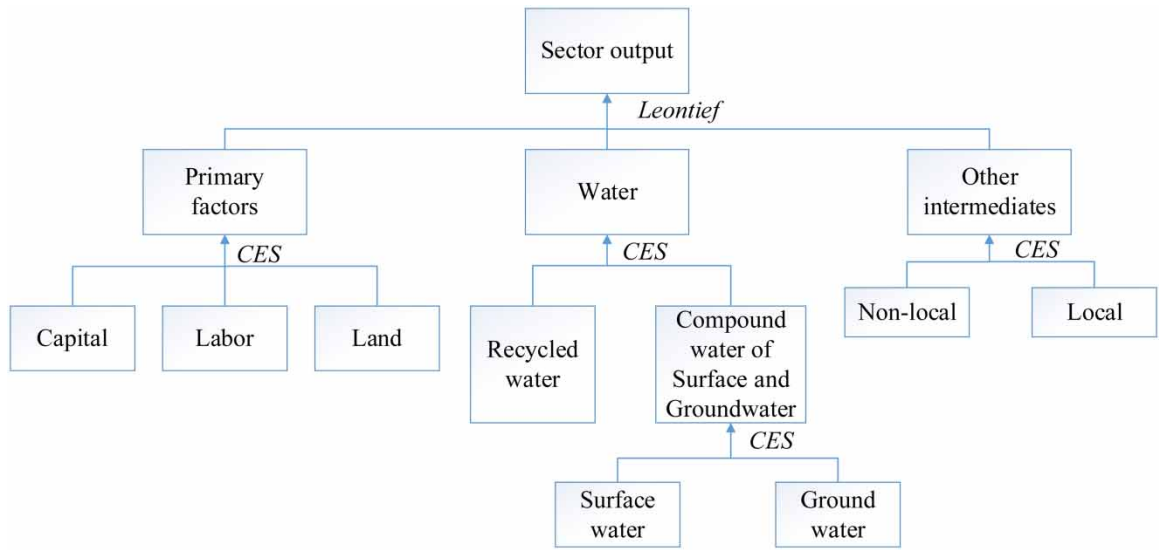 Sector output
Leontief
Primary
factors
Water
Other
intermediates
CES
CES
CES
Capital
Labor
Land
Recycled
water
Compound
water of
Surface and
Groundwater
Non-local
Local
CES
Surface
water
Ground
water